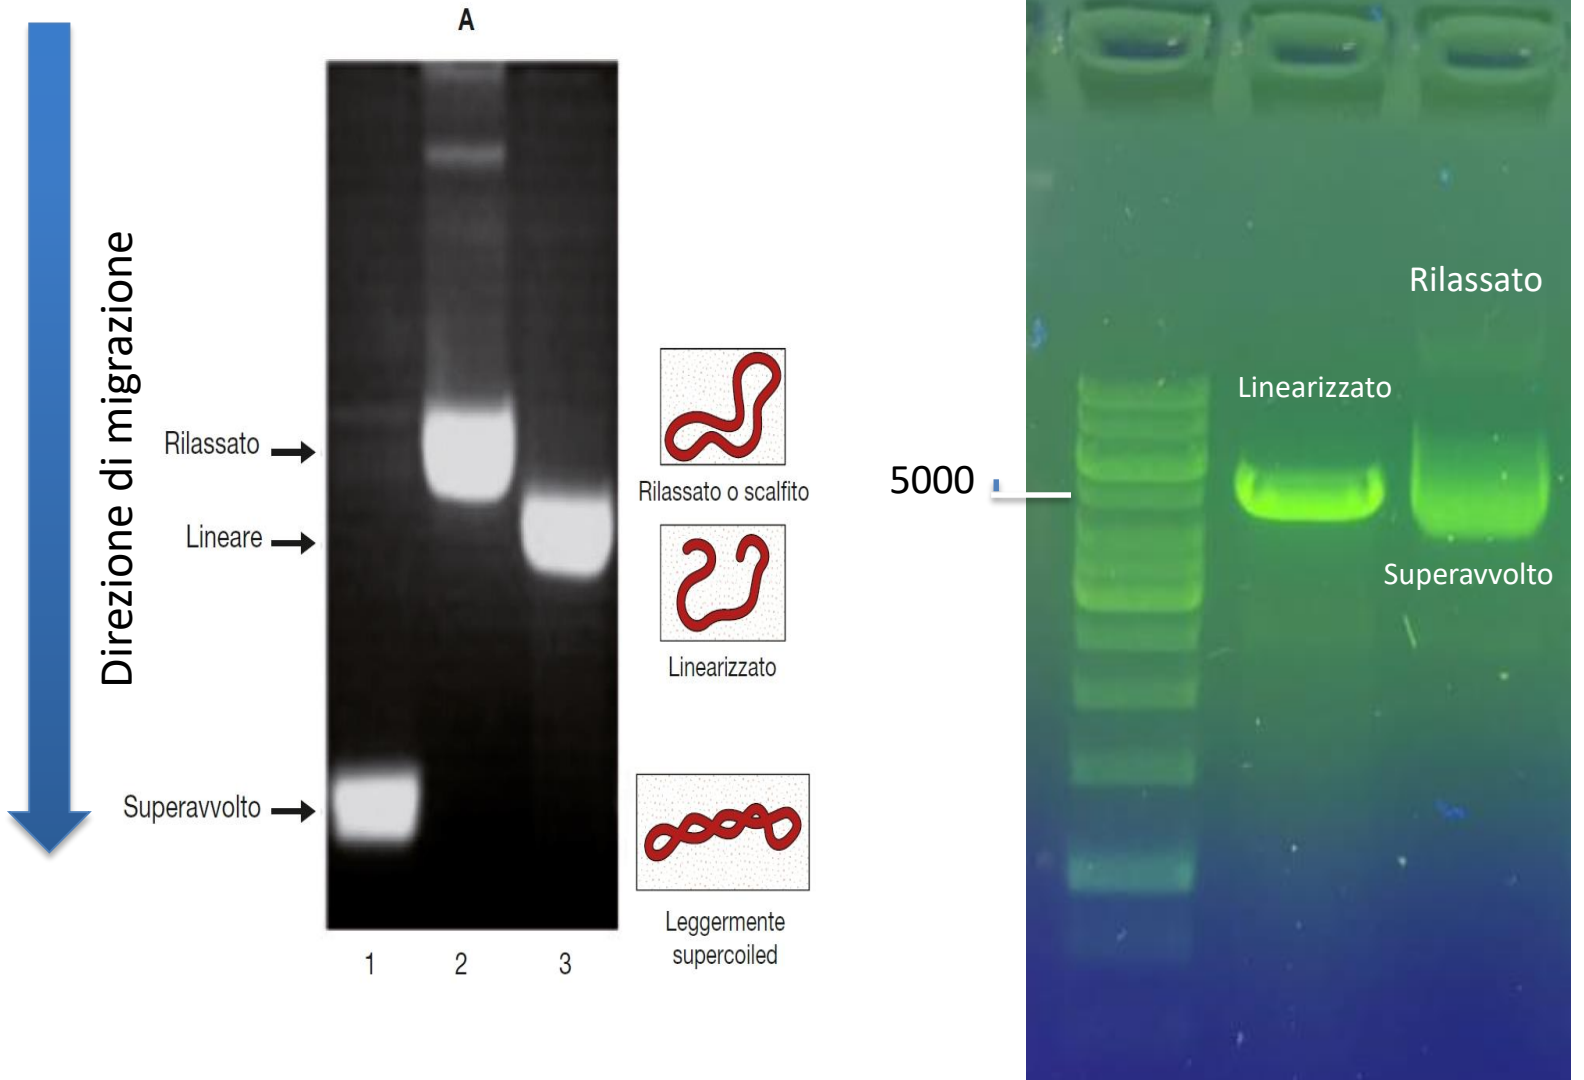 A
Direzione di migrazione
Rilassato
Lineare
Superavvolto
Rilassato o scalfito
Linearizzato
Leggermente
supercoiled
1 2 3
5000
Rilassato
Linearizzato
Superavvolto